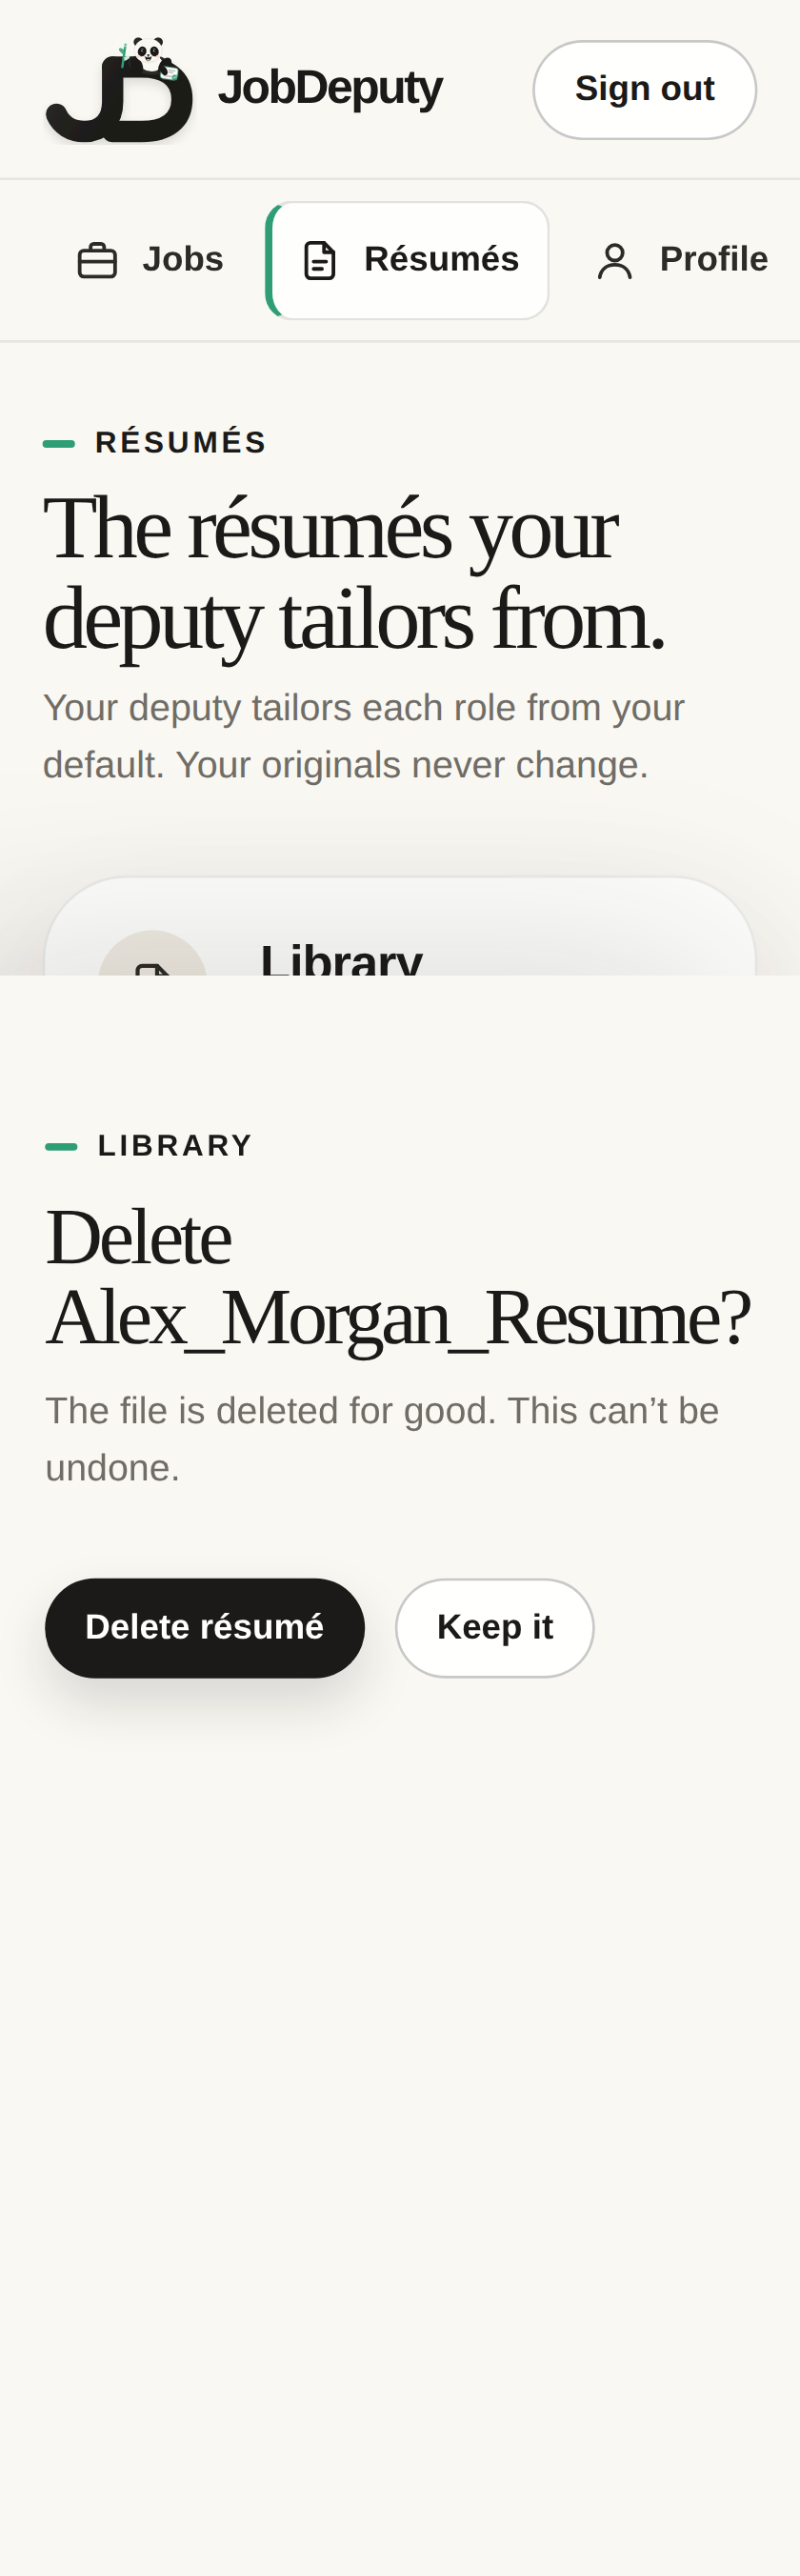 JobDeputy
Sign out
Jobs
Résumés
Profile
RÉSUMÉS
The résumés your
deputy tailors from.
Your deputy tailors each role from your
default. Your originals never change.
Library
LIBRARY
Delete
Alex_Morgan_Resume?
The file is deleted for good. This can’t be
undone.
Delete résumé
Keep it